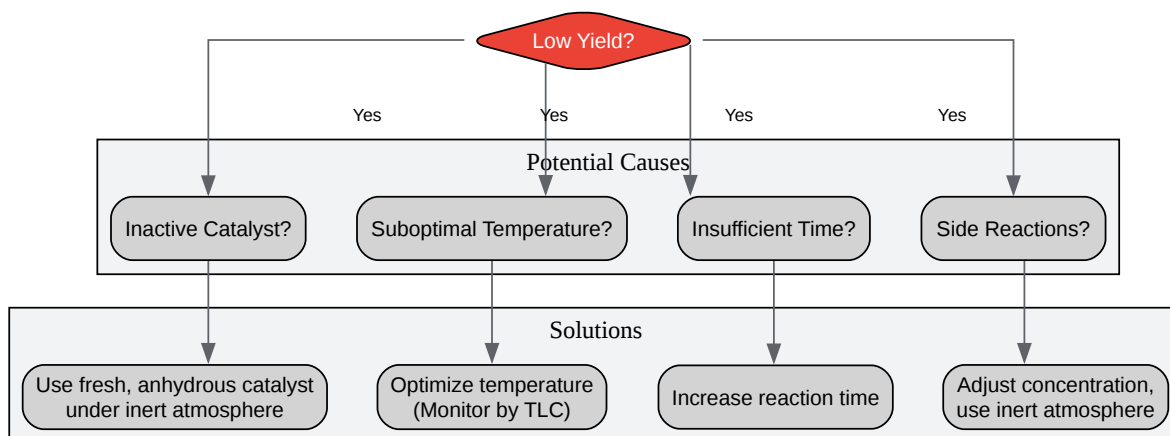 Low Yield?
Yes
Yes
Yes
Yes
Potential Causes
Inactive Catalyst?
Suboptimal Temperature?
Insufficient Time?
Side Reactions?
Solutions
Use fresh, anhydrous catalyst
under inert atmosphere
Optimize temperature
(Monitor by TLC)
Increase reaction time
Adjust concentration,
use inert atmosphere